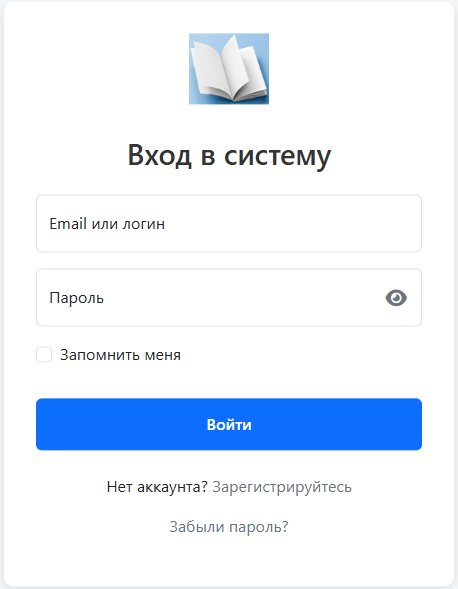 Вход в систему
Email или логин
Пароль
Запомнить меня
Войти
Нет аккаунта? Зарегистрируйтесь
Забыли пароль?